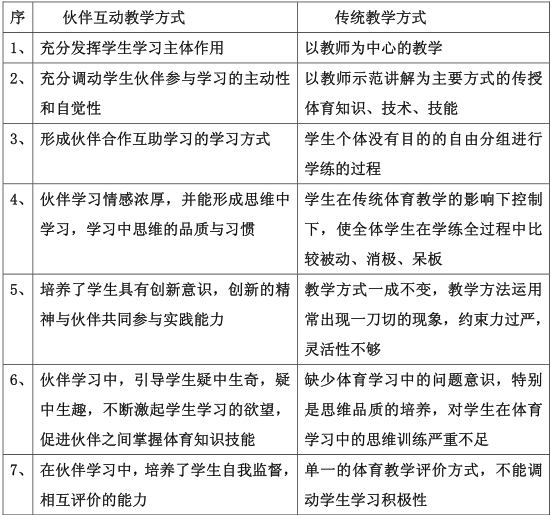 序 伙伴互动教学方式 传统教学方式
1、 充分发挥学生学习主体作用 以教师为中心的教学
2、 充分调动学生伙伴参与学习的主动性 以教师示范讲解为主要方式的传授
和自觉性 体育知识、技术、技能
3、 形成伙伴合作互助学习的学习方式 学生个体没有目的的自由分组进行
学练的过程
4、 伙伴学习情感浓厚，并能形成思维中 学生在传统体育教学的影响下控制
学习，学习中思维的品质与习惯 下，使全体学生在学练全过程中比
较被动、消极、呆板
5、 培养了学生具有创新意识，创新的精 教学方式一成不变，教学方法运用
神与伙伴共同参与实践能力 常出现一刀切的现象，约束力过严，
灵活性不够
6、 伙伴学习中，引导学生疑中生奇，疑 缺少体育学习中的问题意识，特别
中生趣，不断激起学生学习的欲望， 是思维品质的培养，对学生在体育
促进伙伴之间掌握体育知识技能 学习中的思维训练严重不足
7、 在伙伴学习中，培养了学生自我监督， 单一的体育教学评价方式，不能调
相互评价的能力 动学生学习积极性